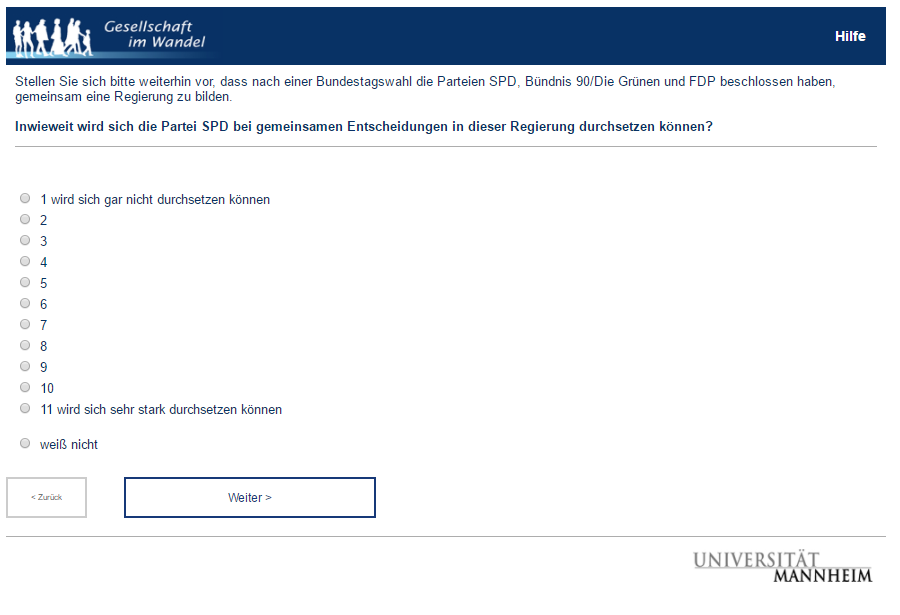 Gesellschaft
im Wandel
Hilfe
Stellen Sie sich bitte weiterhin vor, dass nach einer Bundestagswahl die Parteien SPD, Bündnis 90/Die Grünen und FDP beschlossen haben,
gemeinsam eine Regierung zu bilden.
Inwieweit wird sich die Partei SPD bei gemeinsamen Entscheidungen in dieser Regierung durchsetzen können?
1 wird sich gar nicht durchsetzen können
2
3
4
5
6
7
8
9
10
11 wird sich sehr stark durchsetzen können
weiß nicht
< Zurück
Weiter >
UNIVERSITÄT
MANNHEIM